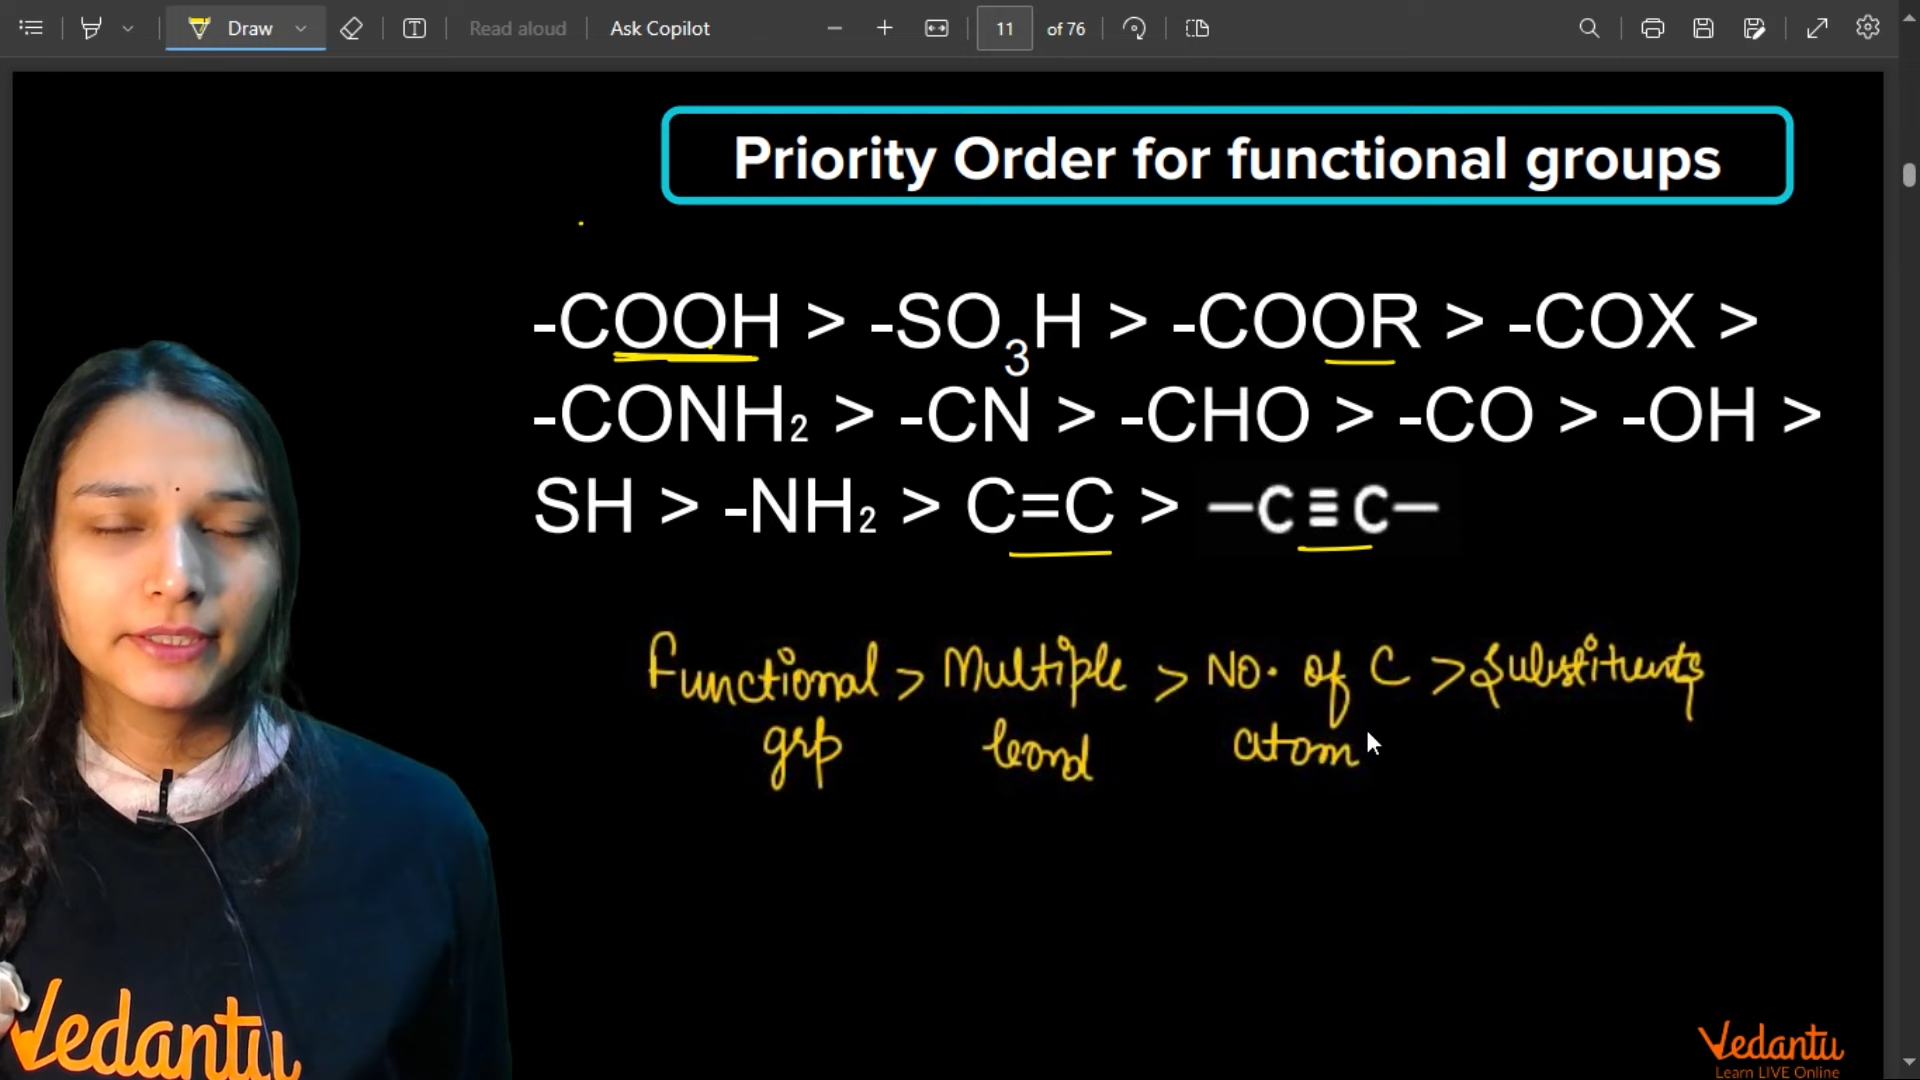 Draw
Read aloud
Ask Copilot
11
of 76
Priority Order for functional groups
-COOH > -SO₃H > -COOR > -COX >
-CONH₂ > -CN > -CHO > -CO > -OH >
SH > -NH₂ > C=C > —C≡C—
Functional > Multiple > NO. of C > Substituents
grp bond atom
Vedantu
Vedantu
Learn LIVE Online